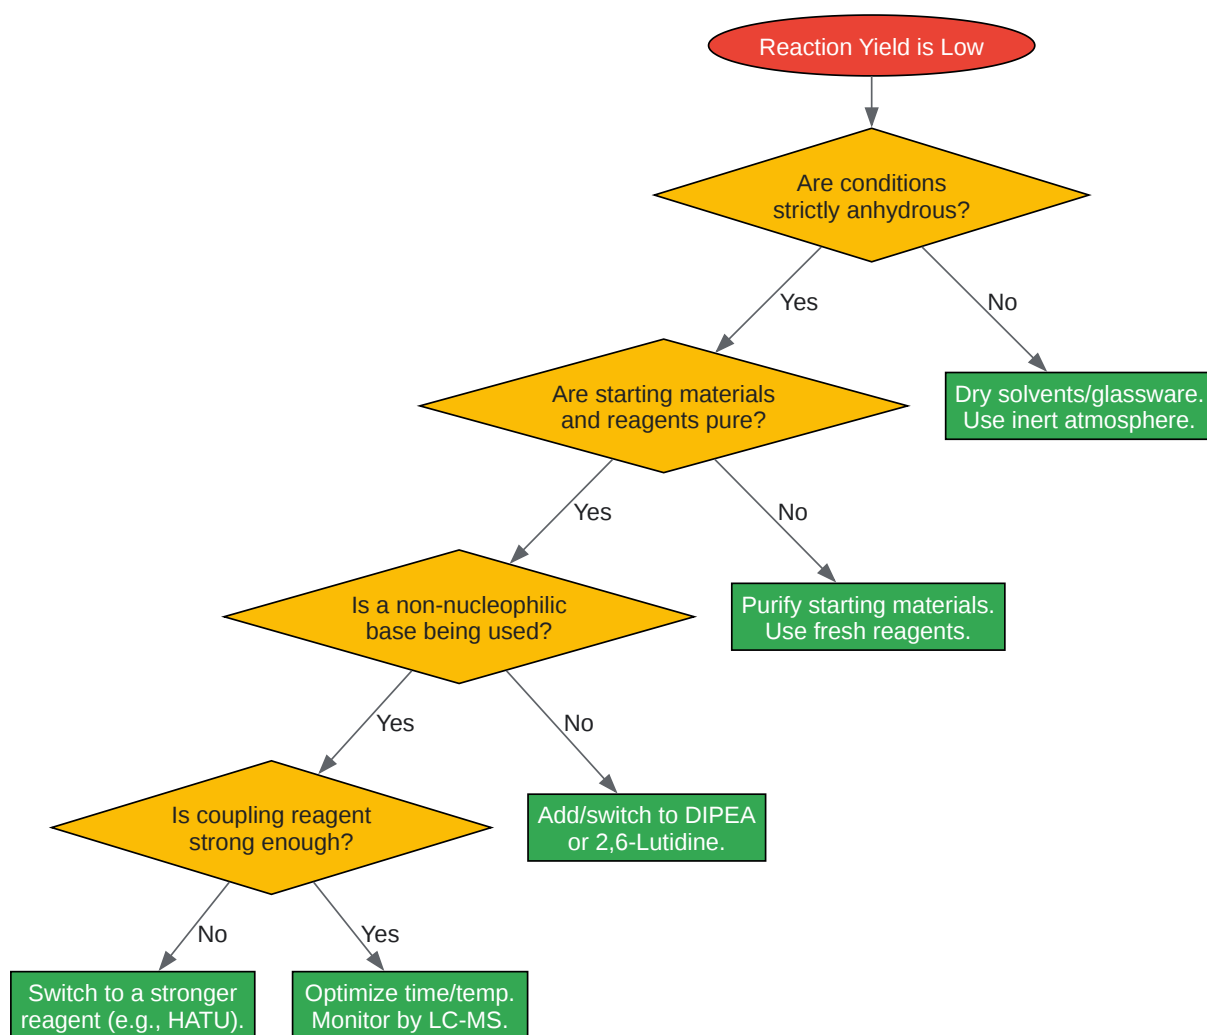 Reaction Yield is Low
Are conditions
strictly anhydrous?
Yes
No
Are starting materials
and reagents pure?
Dry solvents/glassware.
Use inert atmosphere.
Yes
No
Is a non-nucleophilic
base being used?
Purify starting materials.
Use fresh reagents.
Yes
No
Is coupling reagent
strong enough?
Add/switch to DIPEA
or 2,6-Lutidine.
No
Yes
Switch to a stronger
reagent (e.g., HATU).
Optimize time/temp.
Monitor by LC-MS.